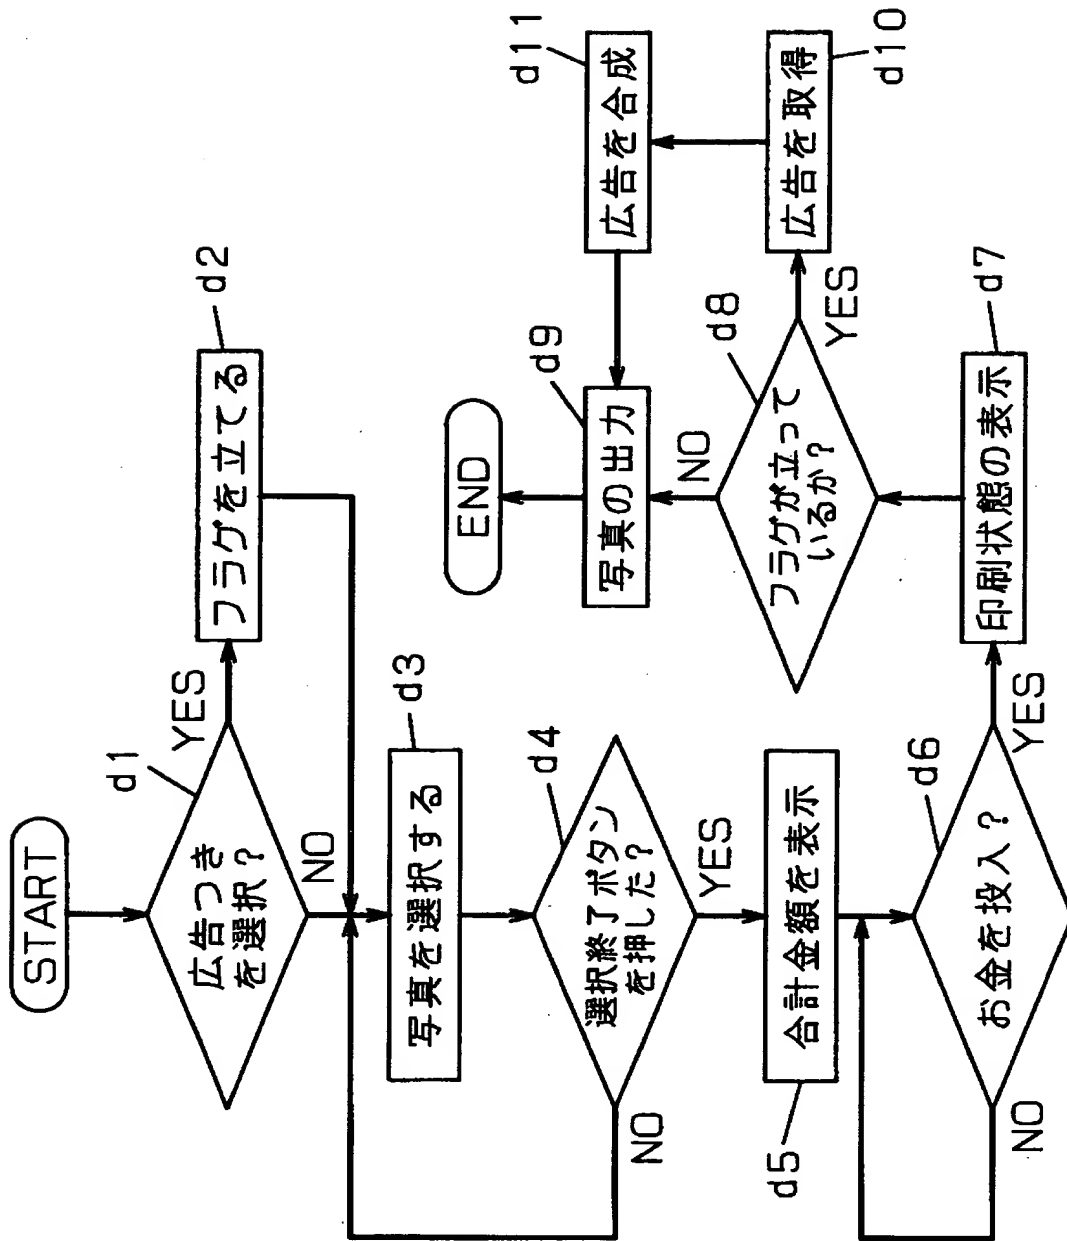 START
d1
広告つき
を選択？
YES
NO
d2
フラグを立てる
d3
写真を選択する
d4
選択終了ボタン
を押した？
NO
YES
d5
合計金額を表示
d6
お金を投入？
NO
YES
d7
印刷状態の表示
d8
フラグが立って
いるか？
NO
YES
d9
写真の出力
END
d10
広告を取得
d11
広告を合成